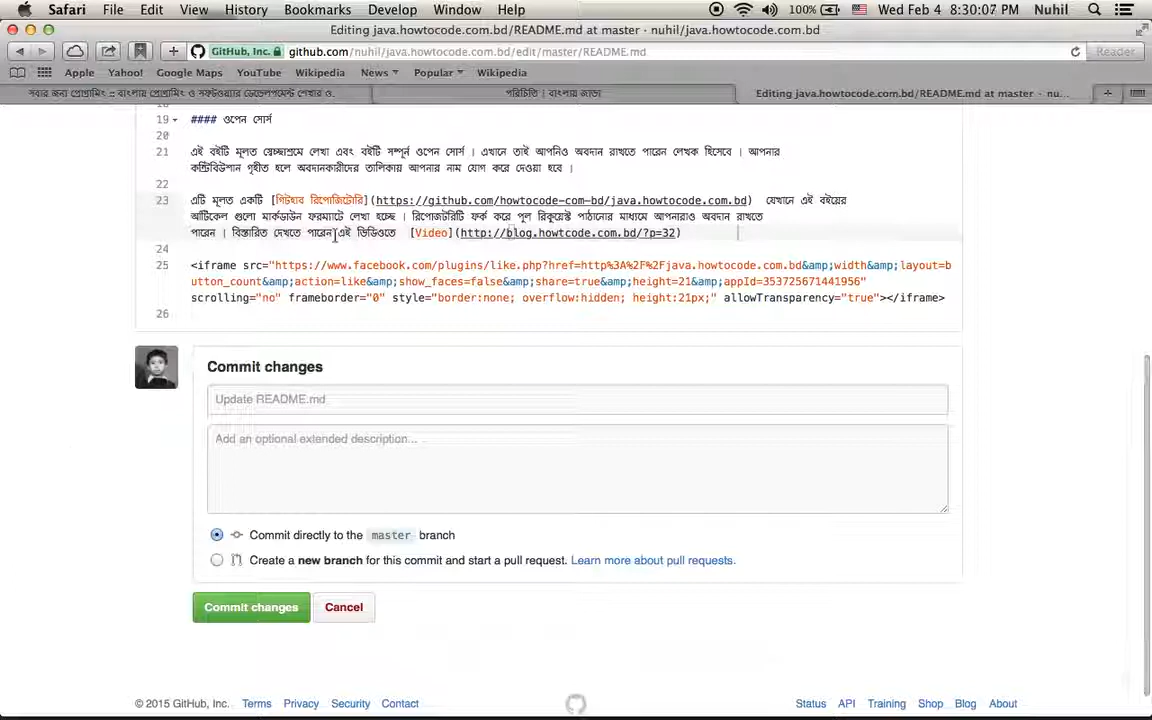 Safari File Edit View History Bookmarks Develop Window Help 100% Wed Feb 4 8:30:07 PM Nuhil
Editing java.howtocode.com.bd/README.md at master · nuhil/java.howtocode.com.bd
GitHub, Inc. github.com/nuhil/java.howtocode.com.bd/edit/master/README.md Reader
Apple Yahoo! Google Maps YouTube Wikipedia News Popular Wikipedia
সবার জন্য প্রোগ্রামিং :: বাংলায় প্রোগ্রামিং ও সফটওয়্যার ডেভেলপমেন্ট শেখার ও. পরিচিতি | বাংলায় জাভা Editing java.howtocode.com.bd/README.md at master · nu...
18
19 #### ওপেন সোর্স
20
21 এই বইটি মূলত স্বেচ্ছাশ্রমে লেখা এবং বইটি সম্পূর্ন ওপেন সোর্স । এখানে তাই আপনিও অবদান রাখতে পারেন লেখক হিসেবে । আপনার
কন্ট্রিবিউশান গৃহীত হলে অবদানকারীদের তালিকায় আপনার নাম যোগ করে দেওয়া হবে ।
22
23 এটি মূলত একটি [গিটহাব রিপোজিটোরি](https://github.com/howtocode-com-bd/java.howtocode.com.bd) যেখানে এই বইয়ের
আর্টিকেল গুলো মার্কডাউন ফরম্যাটে লেখা হচ্ছে । রিপোজটরিটি ফর্ক করে পুল রিকুয়েস্ট পাঠানোর মাধ্যমে আপনারাও অবদান রাখতে
পারেন । বিস্তারিত দেখতে পারেন এই ভিডিওতে [Video](http://blog.howtcode.com.bd/?p=32)
24
25 <iframe src="https://www.facebook.com/plugins/like.php?href=http%3A%2F%2Fjava.howtocode.com.bd&amp;width&amp;layout=b
utton_count&amp;action=like&amp;show_faces=false&amp;share=true&amp;height=21&amp;appId=353725671441956"
scrolling="no" frameborder="0" style="border:none; overflow:hidden; height:21px;" allowTransparency="true"></iframe>
26
Commit changes
Update README.md
Add an optional extended description...
Commit directly to the master branch
Create a new branch for this commit and start a pull request. Learn more about pull requests.
Commit changes Cancel
© 2015 GitHub, Inc. Terms Privacy Security Contact Status API Training Shop Blog About